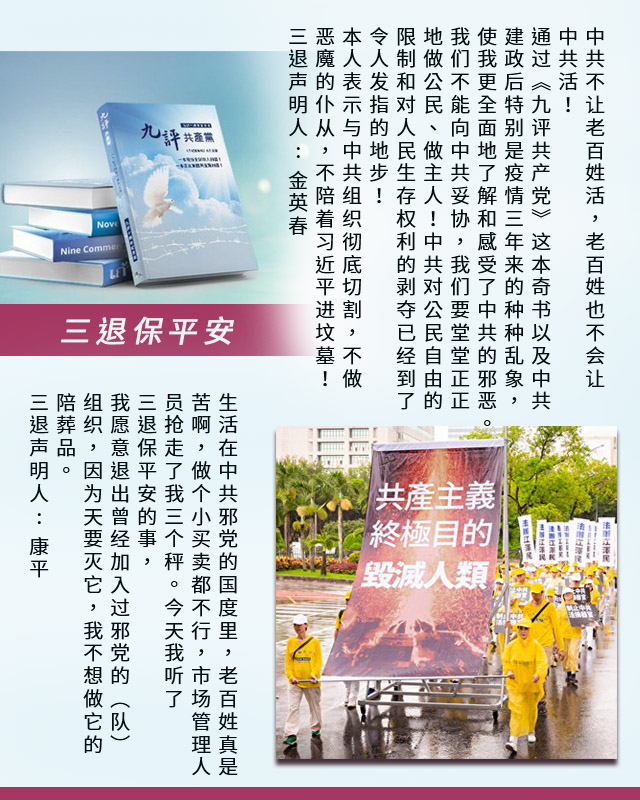 中共不让老百姓活，老百姓也不会让
中共活！
通过《九评共产党》这本奇书以及中共
建政后特别是疫情三年来的种种乱象，
使我更全面地了解和感受了中共的邪恶。
我们不能向中共妥协，我们要堂堂正正
地做公民、做主人！中共对公民自由的
限制和对人民生存权利的剥夺已经到了
令人发指的地步！
本人表示与中共组织彻底切割，不做
恶魔的仆从，不陪着习近平进坟墓！
三退声明人：金英春
九評
共產黨
Nove
Nine Commer
三退保平安
生活在中共邪党的国度里，老百姓真是
苦啊，做个小买卖都不行，市场管理人
员抢走了我三个秤。今天我听了
三退保平安的事，
我愿意退出曾经加入过邪党的（队）
组织，因为天要灭它，我不想做它的
陪葬品。
三退声明人：康平
共產主義
終極目的
毀滅人類
法辦江澤民
法辦江澤民